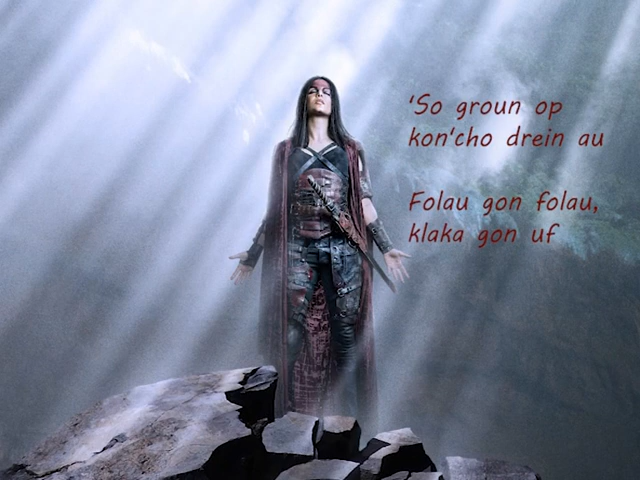 'So groun op
kon'cho drein au
Folau gon folau,
klaka gon uf